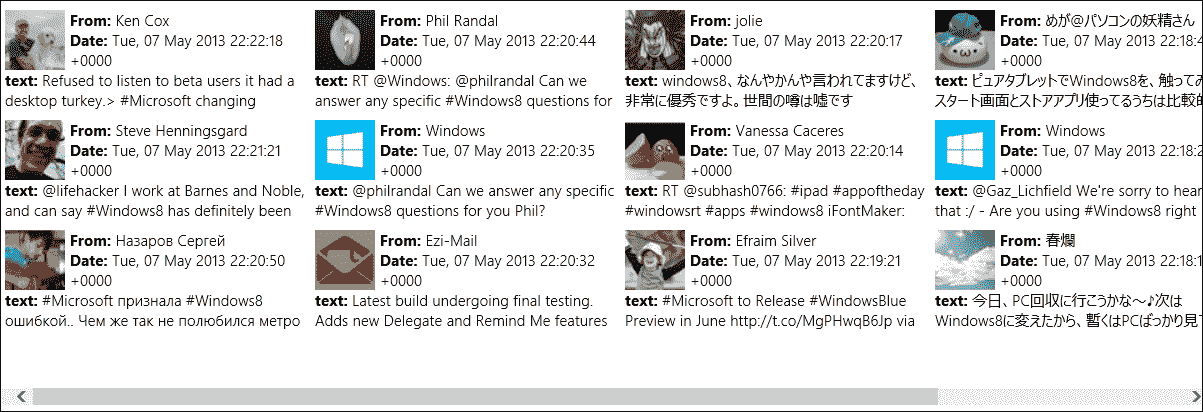 From: Ken Cox
Date: Tue, 07 May 2013 22:22:18
+0000
text: Refused to listen to beta users it had a
desktop turkey.> #Microsoft changing
From: Steve Henningsgard
Date: Tue, 07 May 2013 22:21:21
+0000
text: @lifehacker I work at Barnes and Noble,
and can say #Windows8 has definitely been
From: Назаров Сергей
Date: Tue, 07 May 2013 22:20:50
+0000
text: #Microsoft признала #Windows8
ошибкой.. Чем же так не полюбился метро
From: Phil Randal
Date: Tue, 07 May 2013 22:20:44
+0000
text: RT @Windows: @philrandal Can we
answer any specific #Windows8 questions for
From: Windows
Date: Tue, 07 May 2013 22:20:35
+0000
text: @philrandal Can we answer any specific
#Windows8 questions for you Phil?
From: Ezi-Mail
Date: Tue, 07 May 2013 22:20:32
+0000
text: Latest build undergoing final testing.
Adds new Delegate and Remind Me features
From: jolie
Date: Tue, 07 May 2013 22:20:17
+0000
text: windows8、なんやかんや言われてますけど、
非常に優秀ですよ。世間の噂は嘘です
From: Vanessa Caceres
Date: Tue, 07 May 2013 22:20:14
+0000
text: RT @subhash0766: #ipad #appoftheday
#windowsrt #apps #windows8 iFontMaker:
From: Efraim Silver
Date: Tue, 07 May 2013 22:19:21
+0000
text: #Microsoft to Release #WindowsBlue
Preview in June http://t.co/MgPHwqB6Jp via
From: めが@パソコンの妖精さん
Date: Tue, 07 May 2013 22:18:4
+0000
text: ピュアタブレットでWindows8を、触ってみ
スタート画面とストアアプリ使ってるうちは比較的
From: Windows
Date: Tue, 07 May 2013 22:18:2
+0000
text: @Gaz_Lichfield We're sorry to hear
that :/ - Are you using #Windows8 right
From: 春爛
Date: Tue, 07 May 2013 22:18:1
+0000
text: 今日、PC回収に行こうかな～♪次は
Windows8に変えたから、暫くはPCばっかり見て